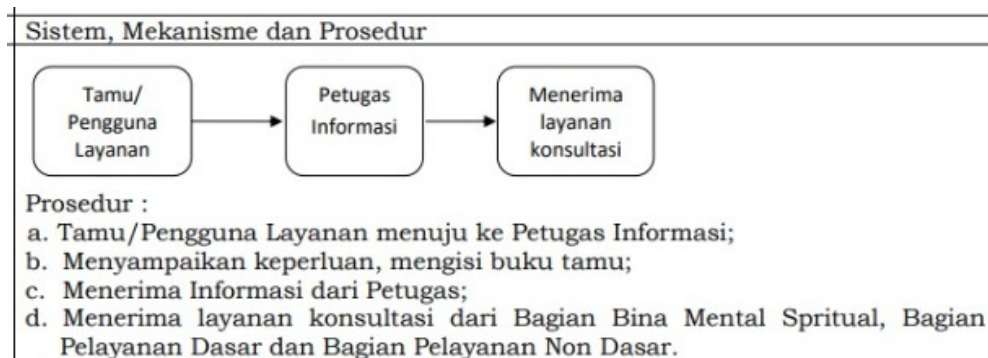 Sistem, Mekanisme dan Prosedur
Tamu/
Pengguna
Layanan
Petugas
Informasi
Menerima
layanan
konsultasi
Prosedur :
a. Tamu/Pengguna Layanan menuju ke Petugas Informasi;
b. Menyampaikan keperluan, mengisi buku tamu;
c. Menerima Informasi dari Petugas;
d. Menerima layanan konsultasi dari Bagian Bina Mental Spritual, Bagian
Pelayanan Dasar dan Bagian Pelayanan Non Dasar.